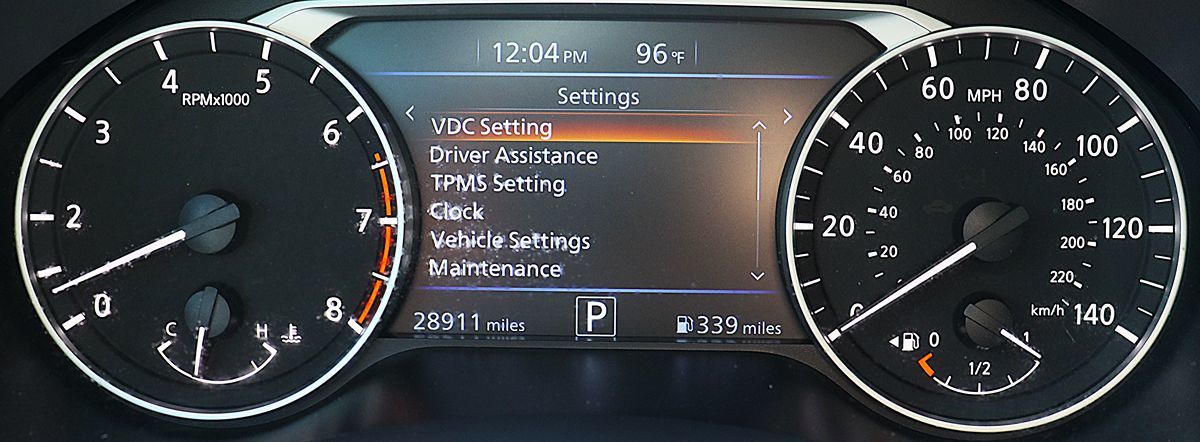 12:04 PM 96 °F
Settings
VDC Setting
Driver Assistance
TPMS Setting
Clock
Vehicle Settings
Maintenance
28911 miles P 339 miles
RPMx1000
0
2
3
4
5
6
7
8
C H
MPH
0
20
40
60
80
100
120
140
km/h
20
40
60
80
100
120
140
160
180
200
220
0 1/2 1